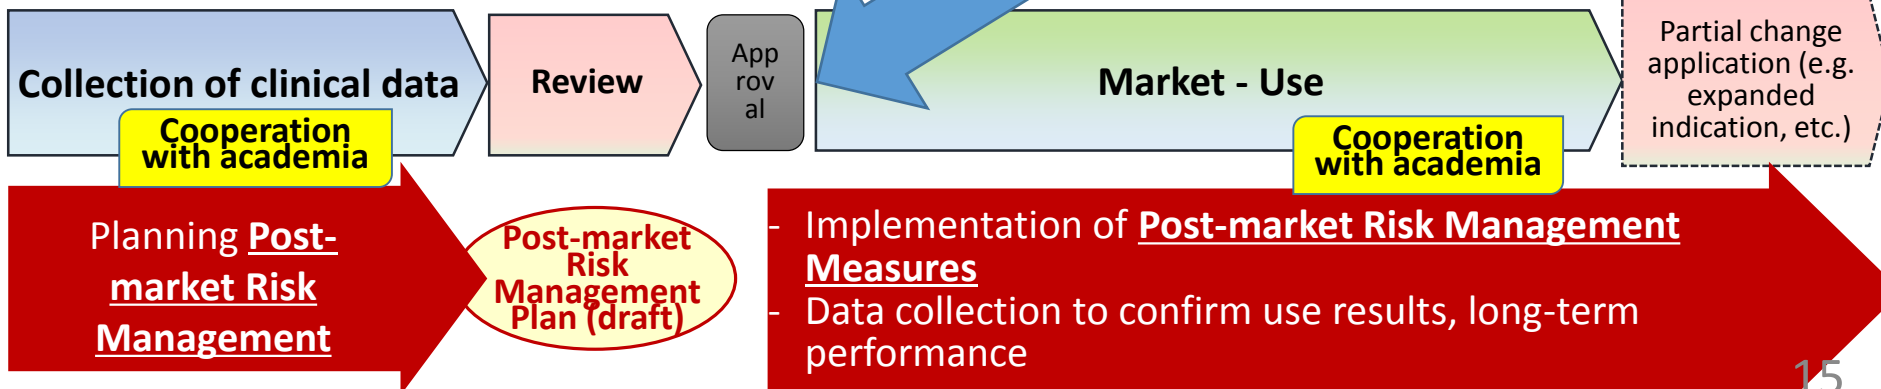 Collection of clinical data
Cooperation
with academia
Review
App
rov
al
Market - Use
Cooperation
with academia
Partial change
application (e.g.
expanded
indication, etc.)
Planning Post-
market Risk
Management
Post-market
Risk
Management
Plan (draft)
- Implementation of Post-market Risk Management
Measures
- Data collection to confirm use results, long-term
performance
15